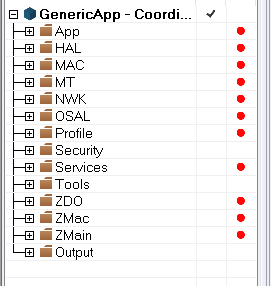 GenericApp - Coordi...
App
HAL
MAC
MT
NWK
OSAL
Profile
Security
Services
Tools
ZDO
ZMac
ZMain
Output